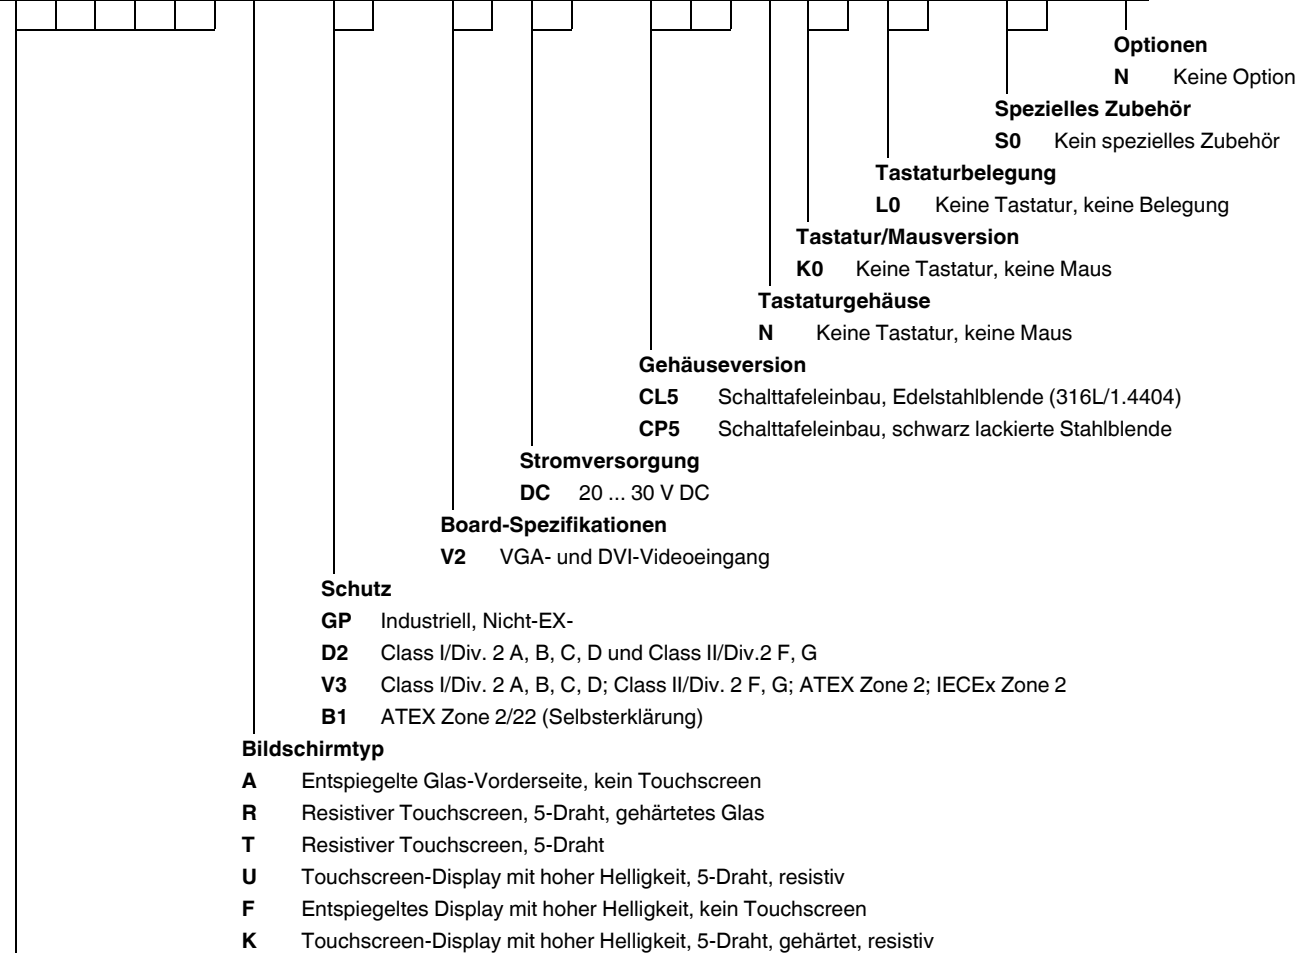 Optionen
N Keine Option
Spezielles Zubehör
S0 Kein spezielles Zubehör
Tastaturbelegung
L0 Keine Tastatur, keine Belegung
Tastatur/Mausversion
K0 Keine Tastatur, keine Maus
Tastaturgehäuse
N Keine Tastatur, keine Maus
Gehäuseversion
CL5 Schalttafeleinbau, Edelstahlblende (316L/1.4404)
CP5 Schalttafeleinbau, schwarz lackierte Stahlblende
Stromversorgung
DC 20 ... 30 V DC
Board-Spezifikationen
V2 VGA- und DVI-Videoeingang
Schutz
GP Industriell, Nicht-EX-
D2 Class I/Div. 2 A, B, C, D und Class II/Div.2 F, G
V3 Class I/Div. 2 A, B, C, D; Class II/Div. 2 F, G; ATEX Zone 2; IECEx Zone 2
B1 ATEX Zone 2/22 (Selbsterklärung)
Bildschirmtyp
A Entspiegelte Glas-Vorderseite, kein Touchscreen
R Resistiver Touchscreen, 5-Draht, gehärtetes Glas
T Resistiver Touchscreen, 5-Draht
U Touchscreen-Display mit hoher Helligkeit, 5-Draht, resistiv
F Entspiegeltes Display mit hoher Helligkeit, kein Touchscreen
K Touchscreen-Display mit hoher Helligkeit, 5-Draht, gehärtet, resistiv